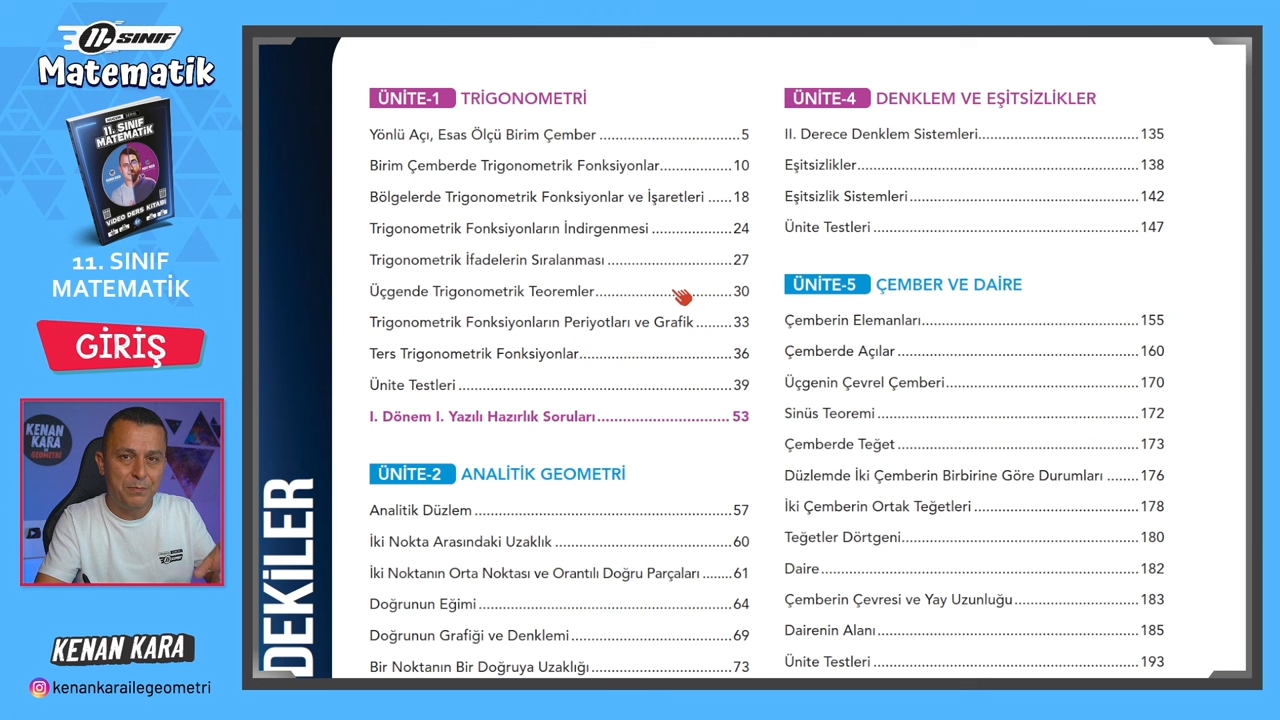 11. SINIF
Matematik
11. SINIF
MATEMATİK
VİDEO DERS KİTABI
11. SINIF
MATEMATİK
GİRİŞ
KENAN
KARA
GEOMETRİ
11. SINIF
KENAN KARA
kenankarailegeometri
DEKİLER
ÜNİTE-1 TRİGONOMETRİ
Yönlü Açı, Esas Ölçü Birim Çember ................................ 5
Birim Çemberde Trigonometrik Fonksiyonlar................. 10
Bölgelerde Trigonometrik Fonksiyonlar ve İşaretleri ...... 18
Trigonometrik Fonksiyonların İndirgenmesi .................... 24
Trigonometrik İfadelerin Sıralanması .............................. 27
Üçgende Trigonometrik Teoremler................................. 30
Trigonometrik Fonksiyonların Periyotları ve Grafik......... 33
Ters Trigonometrik Fonksiyonlar.................................... 36
Ünite Testleri ................................................................ 39
I. Dönem I. Yazılı Hazırlık Soruları............................... 53
ÜNİTE-2 ANALİTİK GEOMETRİ
Analitik Düzlem ............................................................. 57
İki Nokta Arasındaki Uzaklık .......................................... 60
İki Noktanın Orta Noktası ve Orantılı Doğru Parçaları ....... 61
Doğrunun Eğimi ............................................................ 64
Doğrunun Grafiği ve Denklemi ...................................... 69
Bir Noktanın Bir Doğruya Uzaklığı.................................. 73
ÜNİTE-4 DENKLEM VE EŞİTSİZLİKLER
II. Derece Denklem Sistemleri..................................... 135
Eşitsizlikler................................................................. 138
Eşitsizlik Sistemleri..................................................... 142
Ünite Testleri ............................................................. 147
ÜNİTE-5 ÇEMBER VE DAİRE
Çemberin Elemanları.................................................. 155
Çemberde Açılar ........................................................ 160
Üçgenin Çevrel Çemberi............................................. 170
Sinüs Teoremi ............................................................ 172
Çemberde Teğet ........................................................ 173
Düzlemde İki Çemberin Birbirine Göre Durumları ....... 176
İki Çemberin Ortak Teğetleri ...................................... 178
Teğetler Dörtgeni....................................................... 180
Daire.......................................................................... 182
Çemberin Çevresi ve Yay Uzunluğu............................ 183
Dairenin Alanı............................................................ 185
Ünite Testleri ............................................................. 193